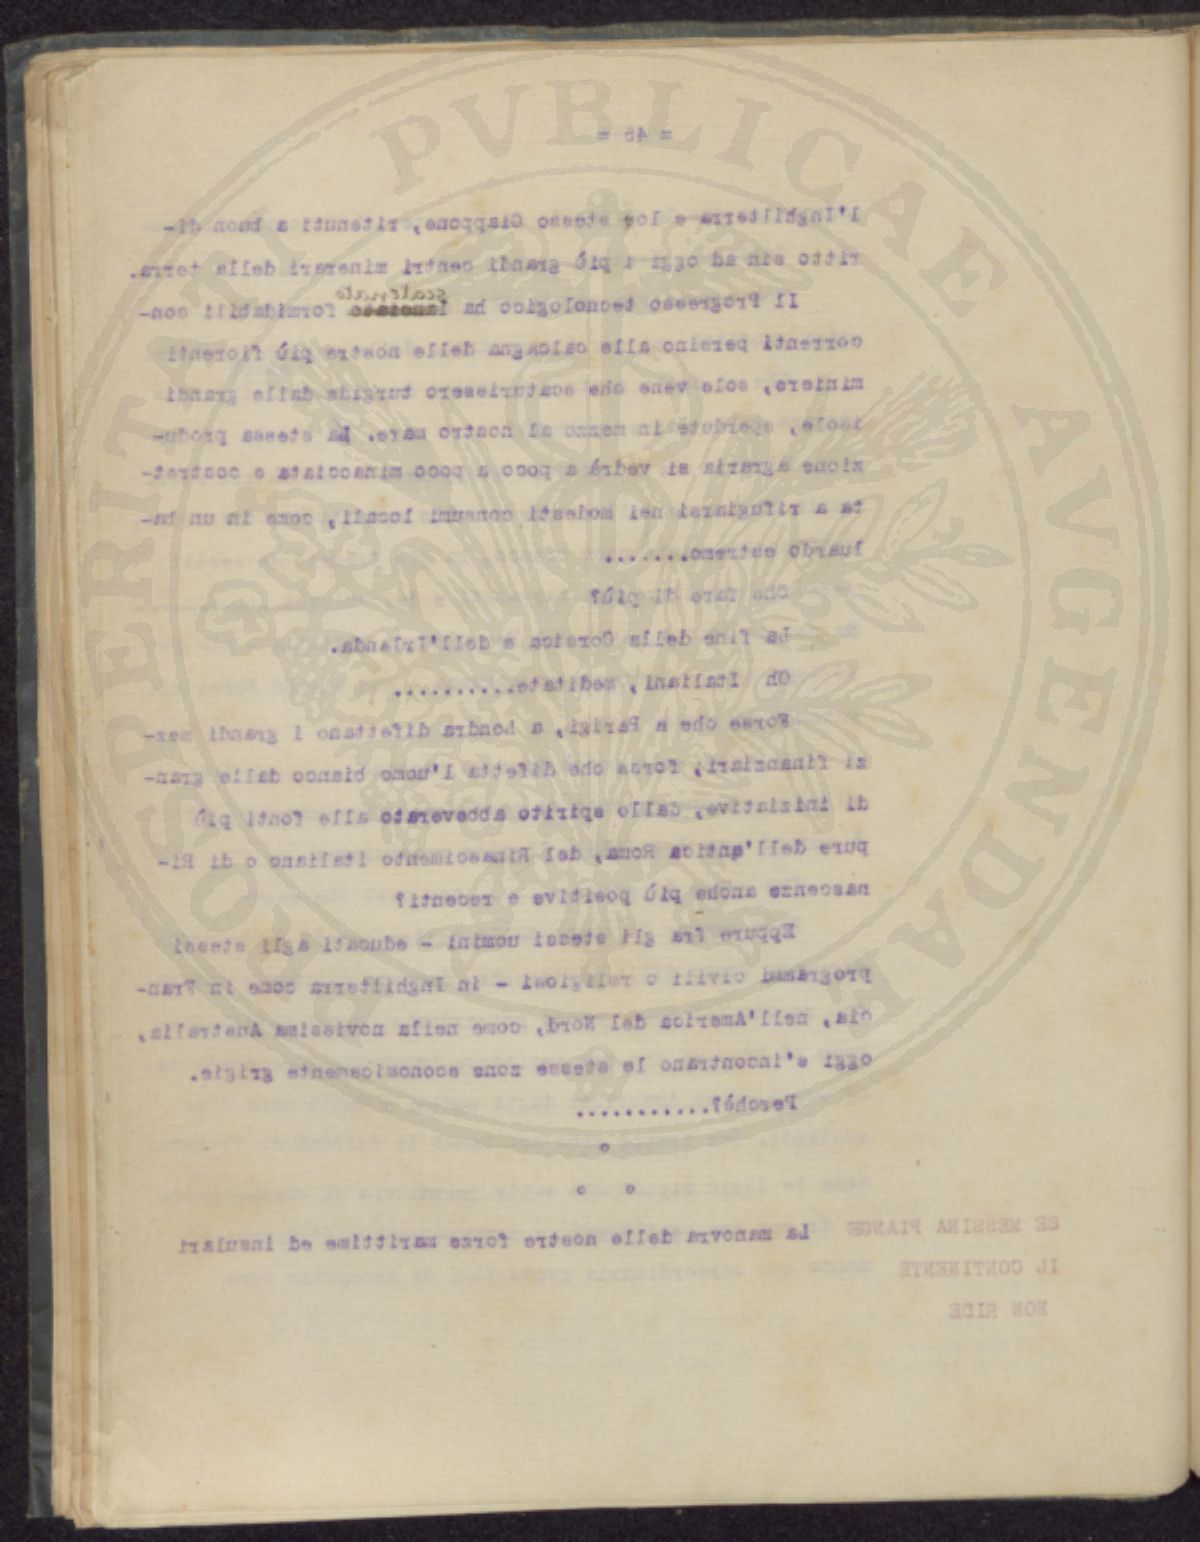 = 45 =
l'Inghilterra e lo stesso Giappone, ritenuti a buon di-
ritto sin ad oggi i più grandi centri minerari della terra.
scatenato
Il Progresso tecnologico ha lanciato formidabili con-
correnti persino alle calcagna delle nostre più fiorenti
miniere, sole vene che scaturissero turgide dalle grandi
isole, sperdute in mezzo al nostro mare. La stessa produ-
zione agraria si vedrà a poco a poco minacciata e costret-
ta a rifugiarsi nei modesti consumi locali, come in un ba-
luardo estremo.......
Che fare di più?
La fine della Corsica e dell'Irlanda.
Oh Italiani, meditate..........
Forse che a Parigi, a Londra difettano i grandi mez-
zi finanziari, forse che difetta l'uomo bianco dalle gran-
di iniziative, dallo spirito abbeverato alle fonti più
pure dell'antica Roma, del Rinascimento italiano o di Ri-
nascenze anche più positive e recenti?
Eppure fra gli stessi uomini - educati agli stessi
programmi civili o religiosi - in Inghilterra come in Fran-
cia, nell'America del Nord, come nella novissima Australia,
oggi s'incontrano le stesse zone economicamente grigie.
Perchè?...........
°
° °
SE MESSINA PIANGE
IL CONTINENTE
NON RIDE
La manovra delle nostre forze marittime ed insulari
PROSPERITATI PVBLICAE AVGENDAE